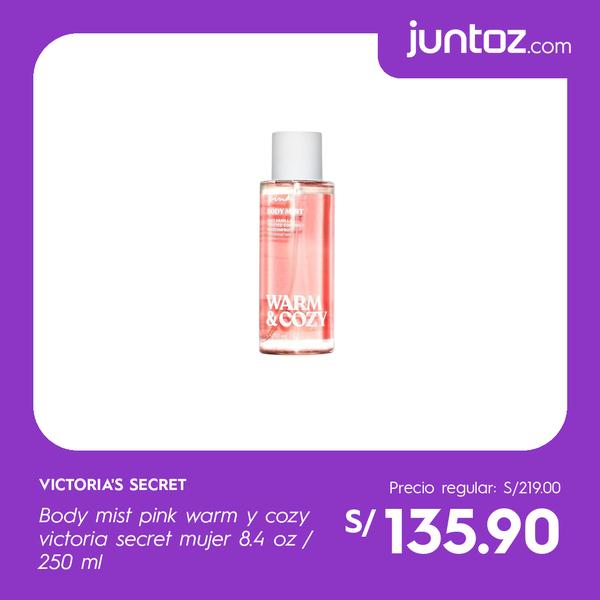 juntoz.com
pink
BODY MIST
WARM
& COZY
VICTORIA'S SECRET
Body mist pink warm y cozy
victoria secret mujer 8.4 oz /
250 ml
Precio regular: S/219.00
S/ 135.90